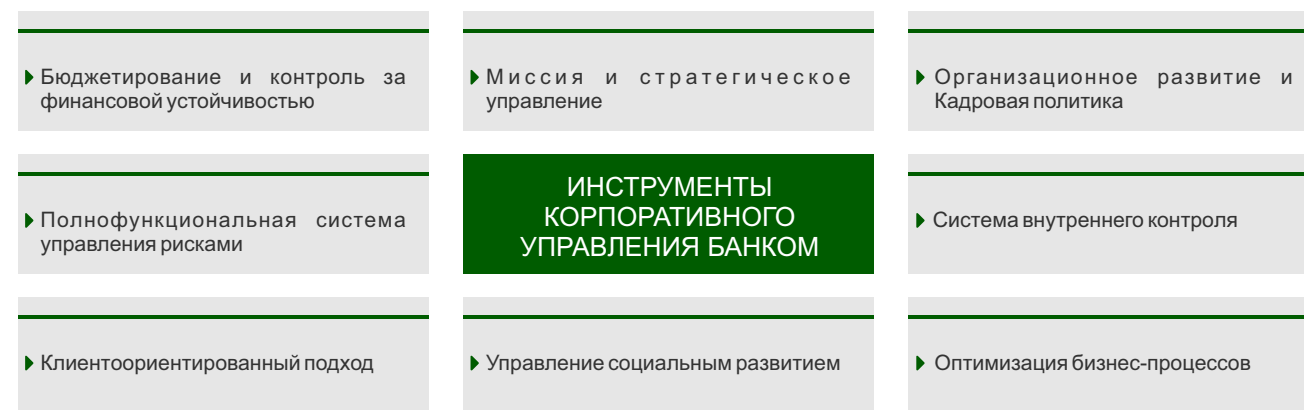 Бюджетирование и контроль за
финансовой устойчивостью
Миссия и стратегическое
управление
Организационное развитие и
Кадровая политика
Полнофункциональная система
управления рисками
ИНСТРУМЕНТЫ
КОРПОРАТИВНОГО
УПРАВЛЕНИЯ БАНКОМ
Система внутреннего контроля
Клиентоориентированный подход
Управление социальным развитием
Оптимизация бизнес-процессов